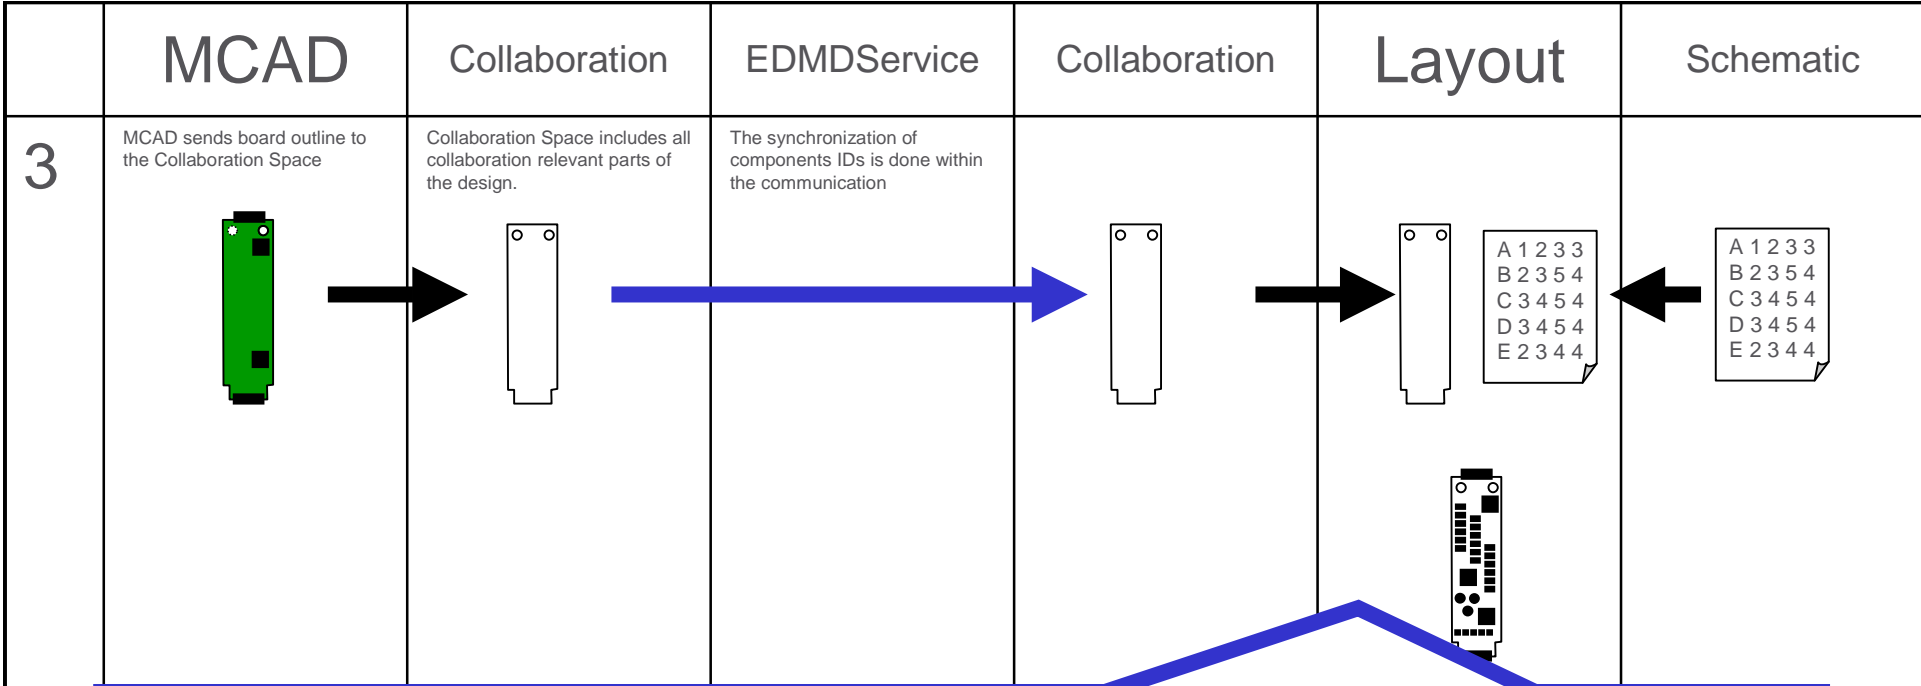 MCAD
Collaboration
EDMDService
Collaboration
Layout
Schematic
3
MCAD sends board outline to
the Collaboration Space
Collaboration Space includes all
collaboration relevant parts of
the design.
The synchronization of
components IDs is done within
the communication
A 1 2 3 3
B 2 3 5 4
C 3 4 5 4
D 3 4 5 4
E 2 3 4 4
A 1 2 3 3
B 2 3 5 4
C 3 4 5 4
D 3 4 5 4
E 2 3 4 4